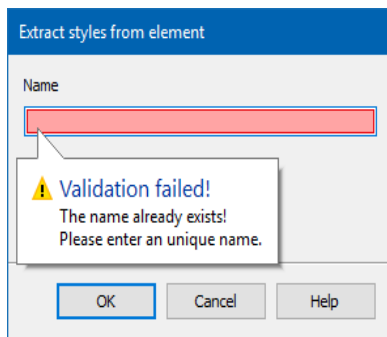 Extract styles from element
Name
Validation failed!
The name already exists!
Please enter an unique name.
OK
Cancel
Help